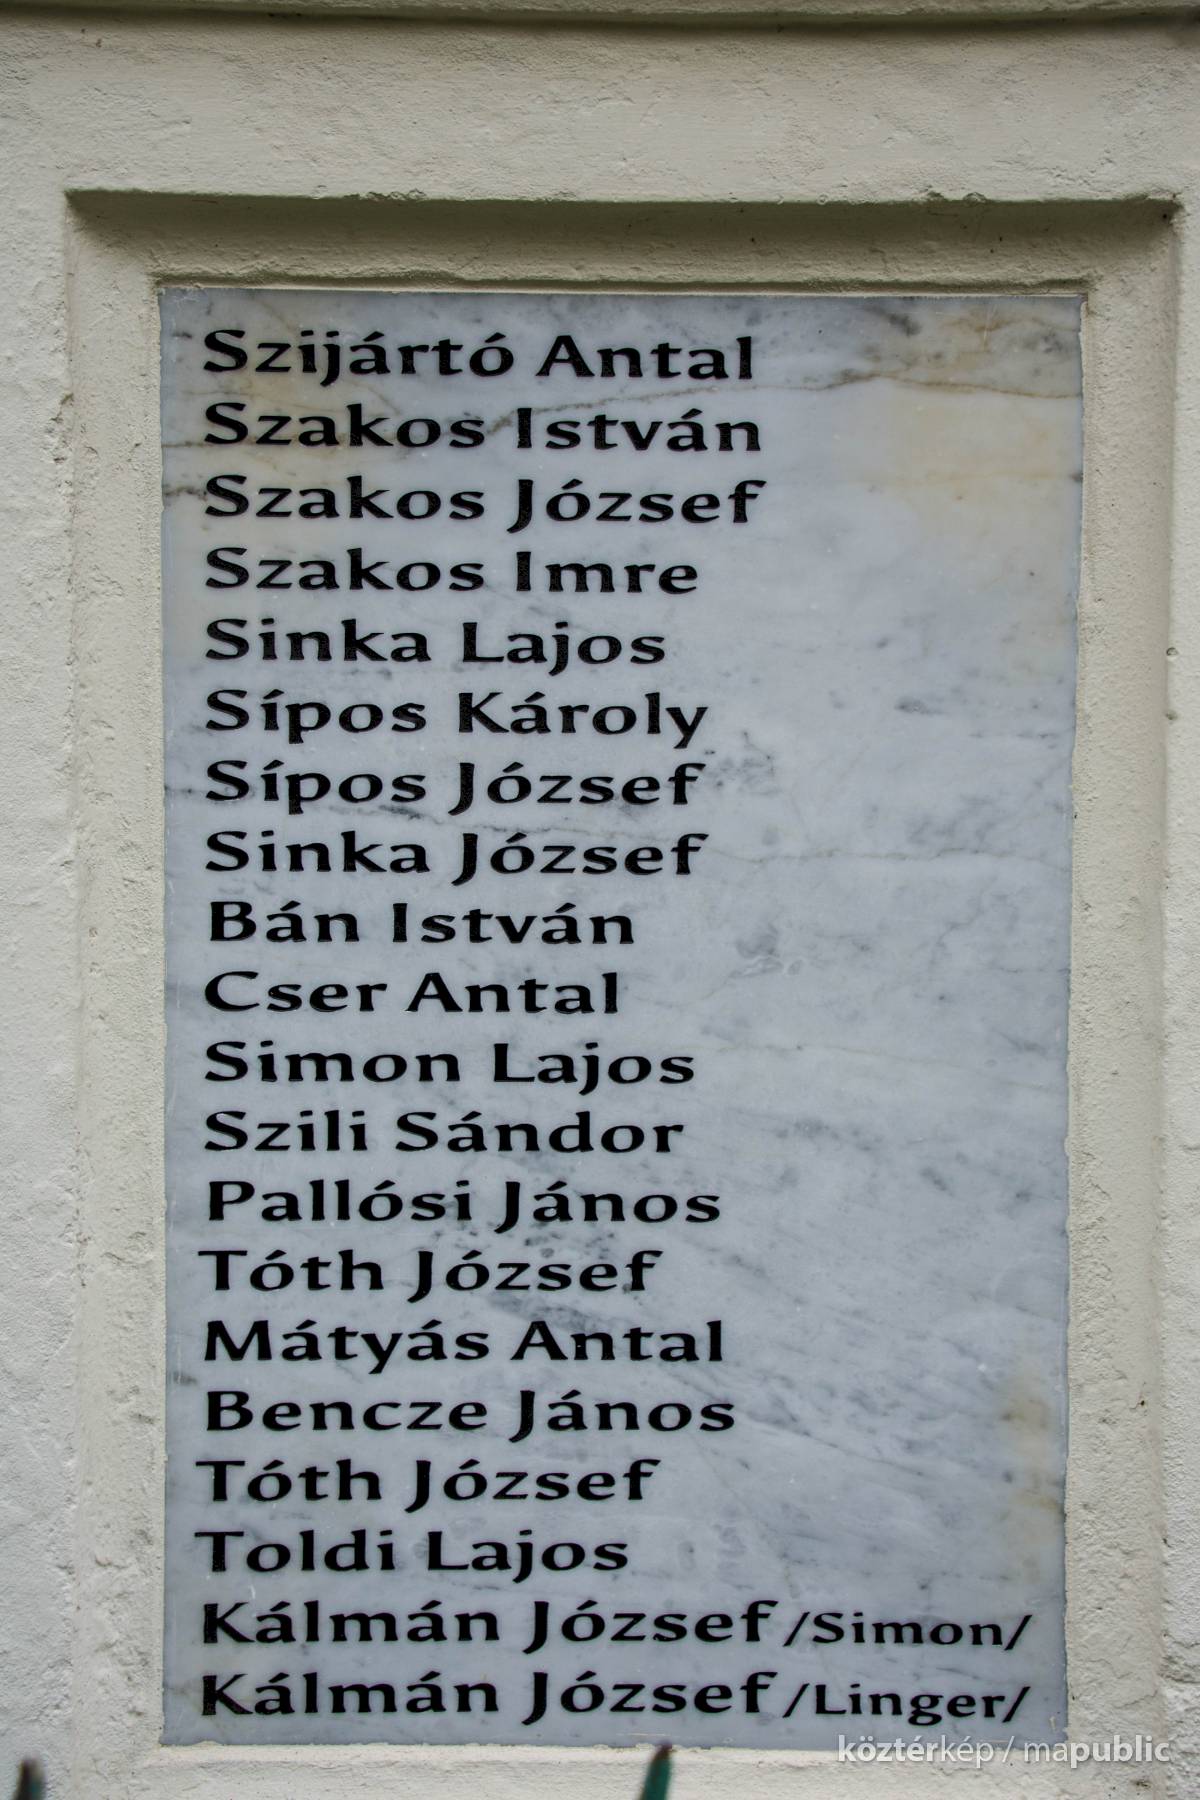 Szijártó Antal
Szakos István
Szakos József
Szakos Imre
Sinka Lajos
Sípos Károly
Sípos József
Sinka József
Bán István
Cser Antal
Simon Lajos
Szili Sándor
Pallósi János
Tóth József
Mátyás Antal
Bencze János
Tóth József
Toldi Lajos
Kálmán József /Simon/
Kálmán József /Linger/
köztérkép / mapublic